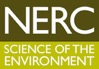 NERC
SCIENCE OF THE
ENVIRONMENT